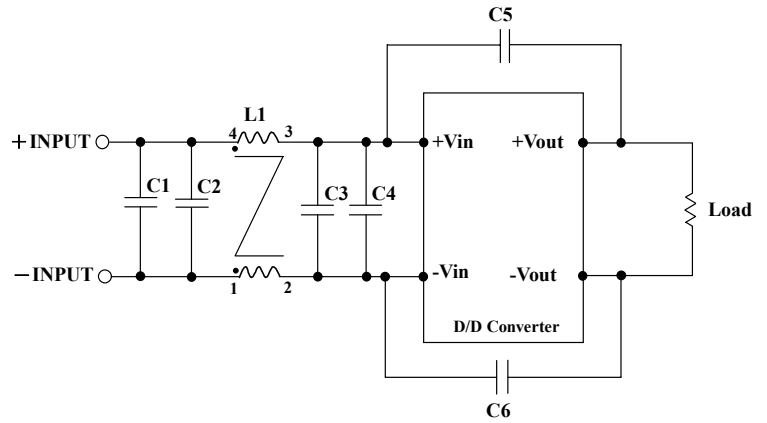 C5
L1
+INPUT
4
3
+Vin
+Vout
C1
C2
C3
C4
Load
−INPUT
1
2
-Vin
-Vout
D/D Converter
C6